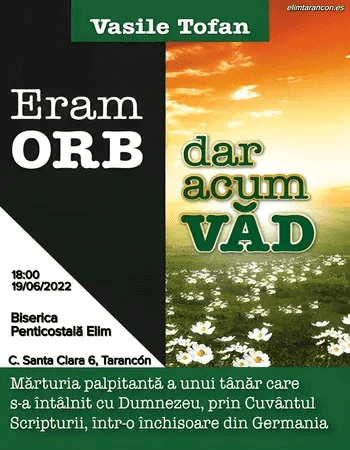 elimtarancon.es
Vasile Tofan
Eram
ORB
dar
acum
VĂD
18:00
19/06/2022
Biserica
Penticostală Elim
C. Santa Clara 6, Tarancón
Mărturia palpitantă a unui tânăr care
s-a întâlnit cu Dumnezeu, prin Cuvântul
Scripturii, într-o închisoare din Germania